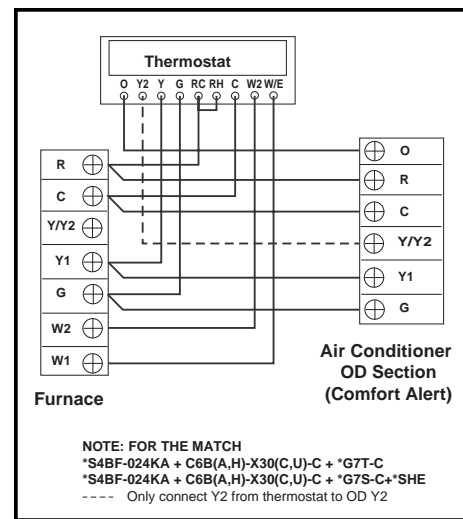 Thermostat
O Y2 Y G RC RH C W2 W/E
R
C
Y/Y2
Y1
G
W2
W1
Furnace
O
R
C
Y/Y2
Y1
G
Air Conditioner
OD Section
(Comfort Alert)
NOTE: FOR THE MATCH
*S4BF-024KA + C6B(A,H)-X30(C,U)-C + *G7T-C
*S4BF-024KA + C6B(A,H)-X30(C,U)-C + *G7S-C+*SHE
---- Only connect Y2 from thermostat to OD Y2